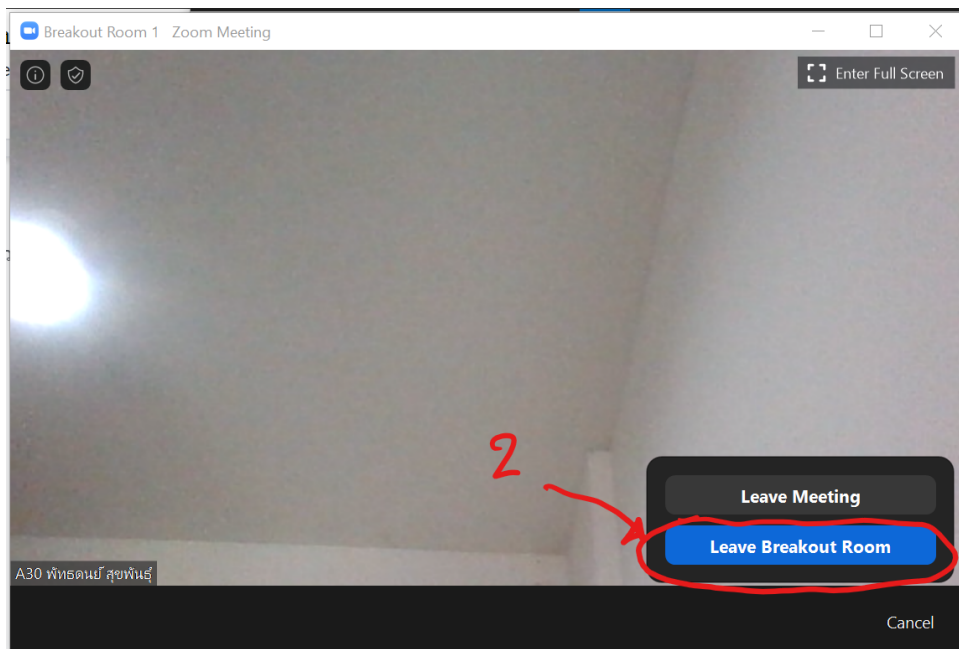 Breakout Room 1 Zoom Meeting
Enter Full Screen
2
Leave Meeting
Leave Breakout Room
A30 พัทธดนย์ สุขพันธุ์
Cancel